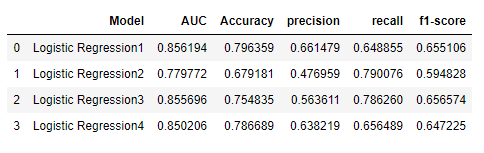 Model AUC Accuracy precision recall f1-score
0 Logistic Regression1 0.856194 0.796359 0.661479 0.648855 0.655106
1 Logistic Regression2 0.779772 0.679181 0.476959 0.790076 0.594828
2 Logistic Regression3 0.855696 0.754835 0.563611 0.786260 0.656574
3 Logistic Regression4 0.850206 0.786689 0.638219 0.656489 0.647225